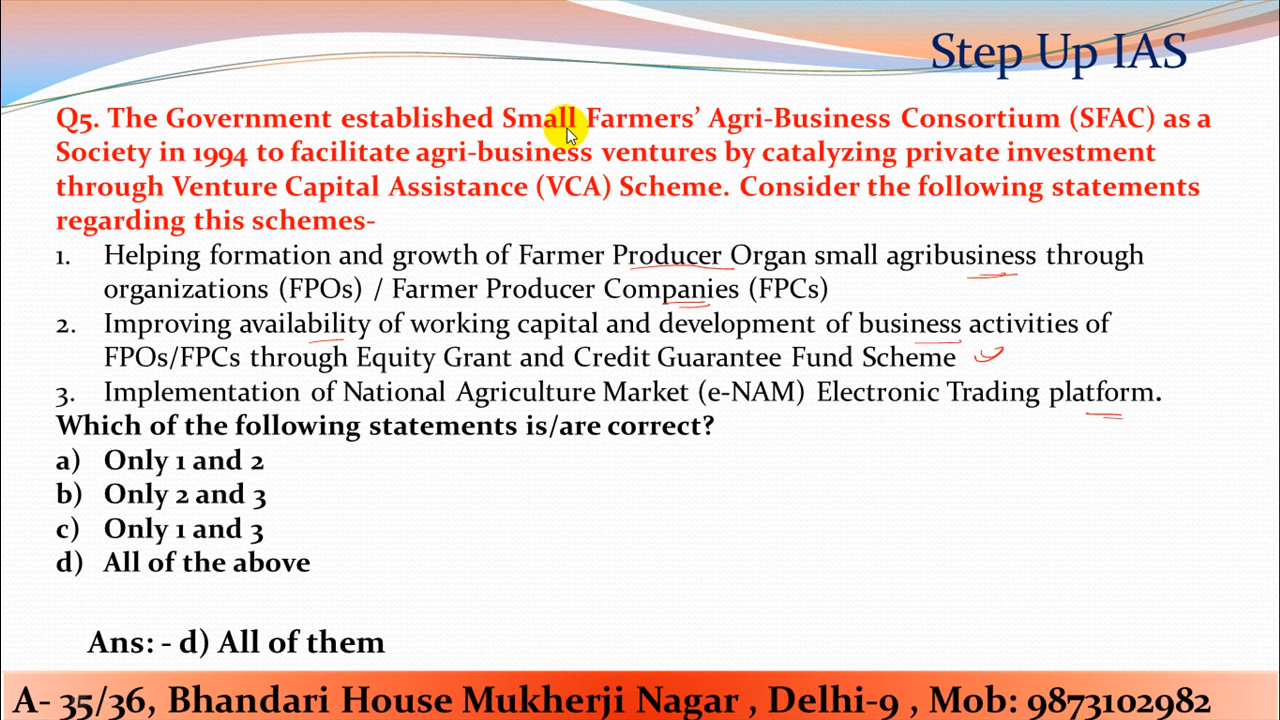 Step Up IAS
Q5. The Government established Small Farmers' Agri-Business Consortium (SFAC) as a
Society in 1994 to facilitate agri-business ventures by catalyzing private investment
through Venture Capital Assistance (VCA) Scheme. Consider the following statements
regarding this schemes-
1. Helping formation and growth of Farmer Producer Organ small agribusiness through
organizations (FPOs) / Farmer Producer Companies (FPCs)
2. Improving availability of working capital and development of business activities of
FPOs/FPCs through Equity Grant and Credit Guarantee Fund Scheme
3. Implementation of National Agriculture Market (e-NAM) Electronic Trading platform.
Which of the following statements is/are correct?
a) Only 1 and 2
b) Only 2 and 3
c) Only 1 and 3
d) All of the above
Ans: - d) All of them
A- 35/36, Bhandari House Mukherji Nagar , Delhi-9 , Mob: 9873102982